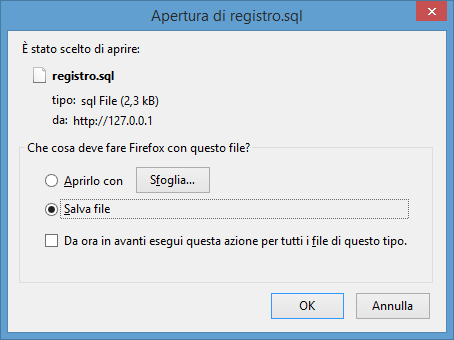 Apertura di registro.sql
È stato scelto di aprire:
registro.sql
tipo: sql File (2,3 kB)
da: http://127.0.0.1
Che cosa deve fare Firefox con questo file?
Aprirlo con Sfoglia...
Salva file
Da ora in avanti esegui questa azione per tutti i file di questo tipo.
OK Annulla